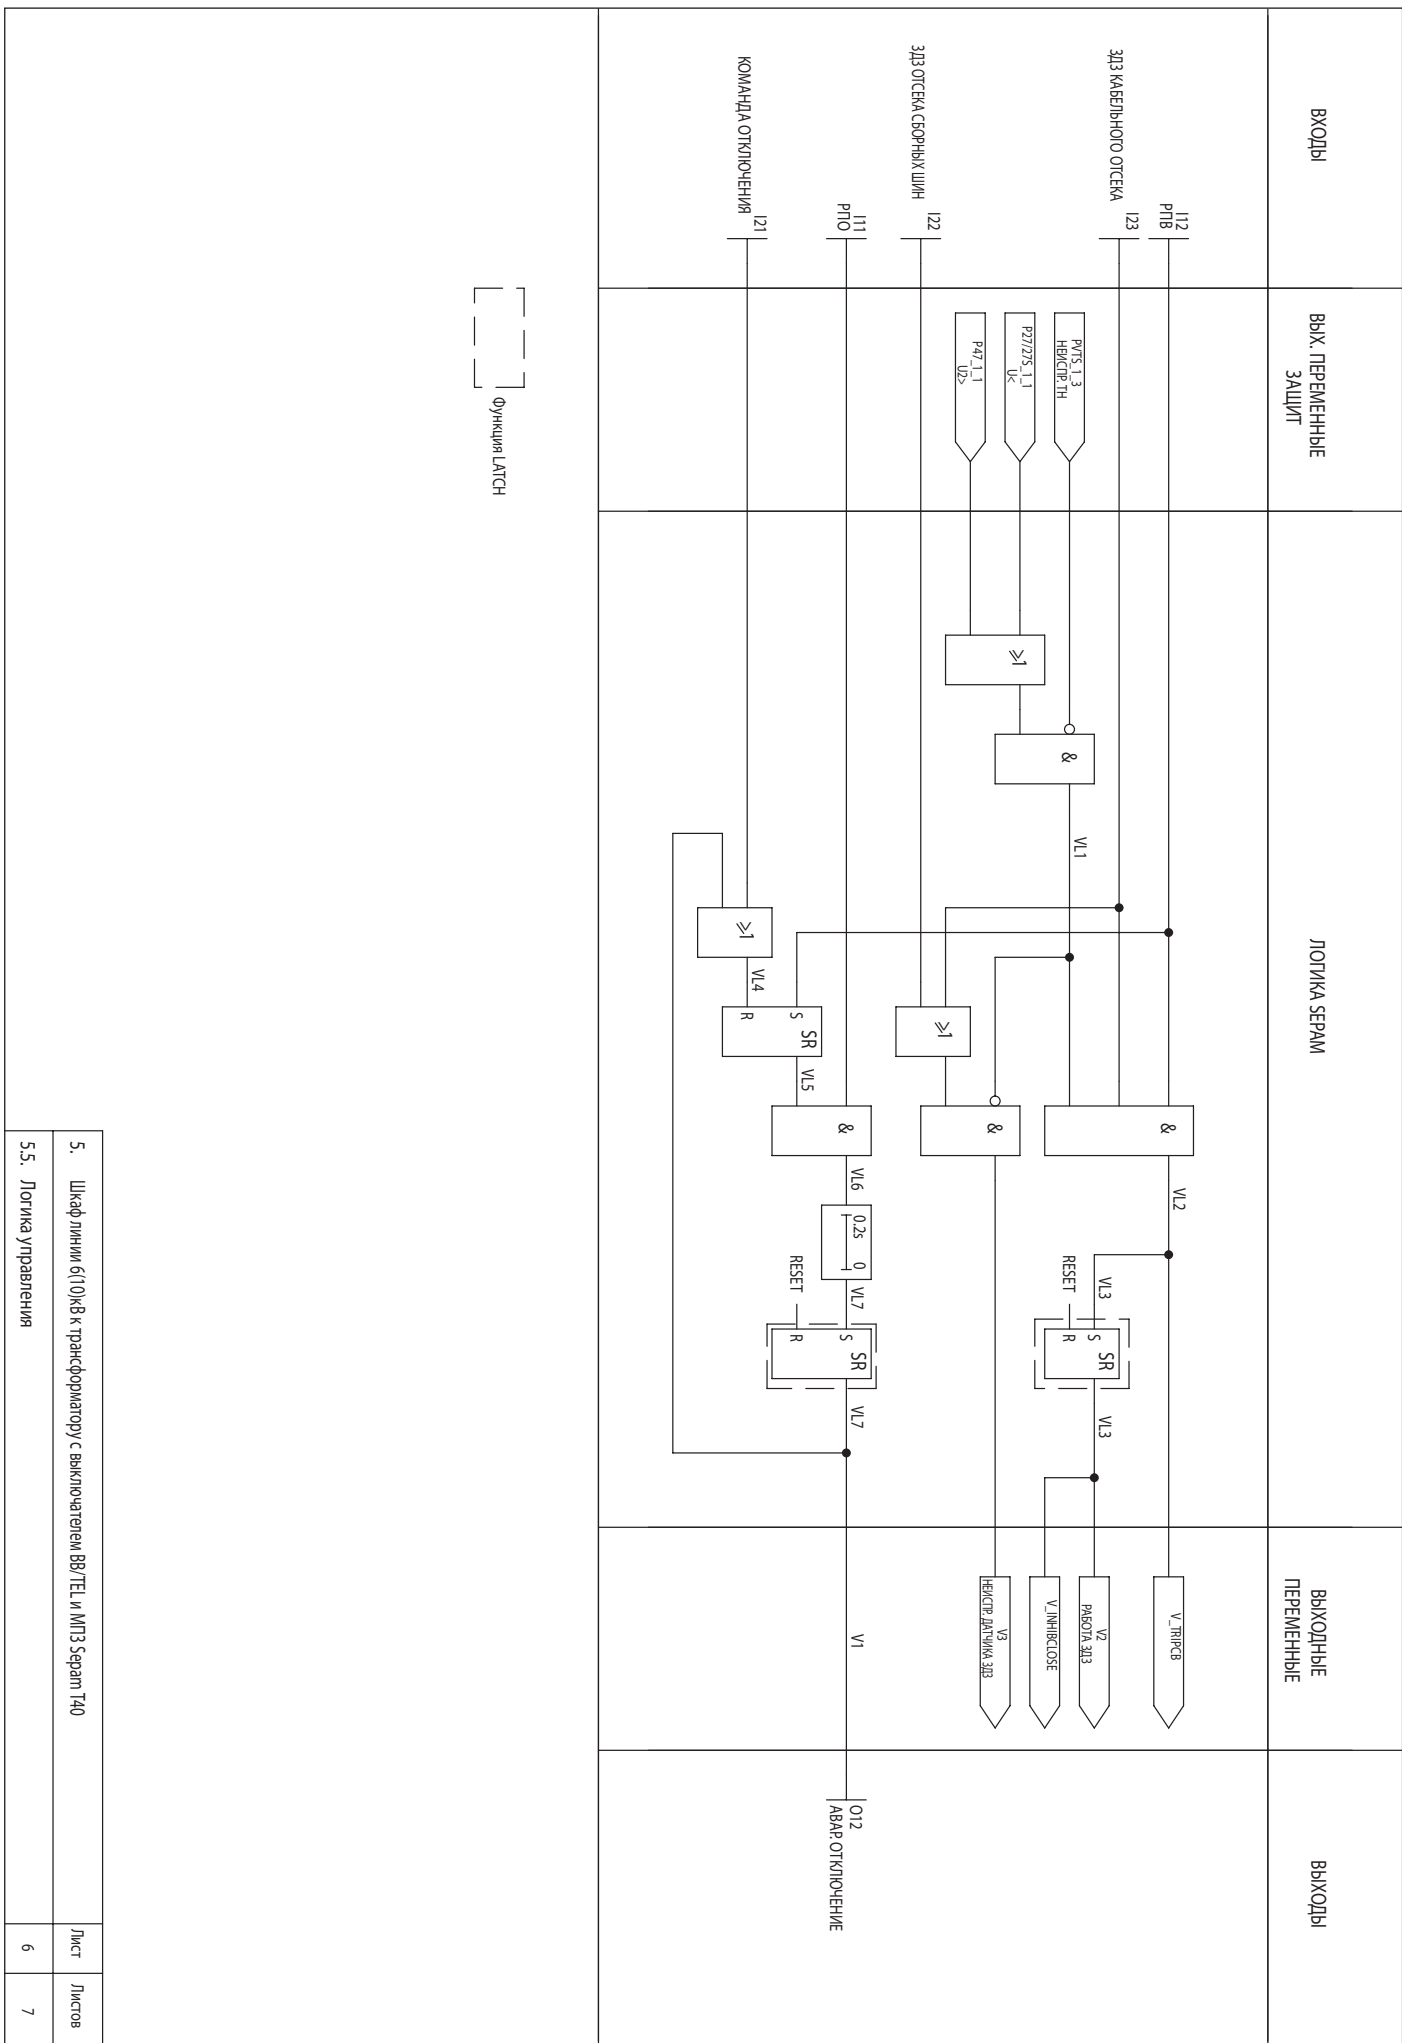 ВХОДЫ
ВЫХ. ПЕРЕМЕННЫЕ
ЗАЩИТ
ЛОГИКА SEPAM
ВЫХОДНЫЕ
ПЕРЕМЕННЫЕ
ВЫХОДЫ
I12
РПВ
I23
ЗДЗ КАБЕЛЬНОГО ОТСЕКА
I22
ЗДЗ ОТСЕКА СБОРНЫХ ШИН
I11
РПО
I21
КОМАНДА ОТКЛЮЧЕНИЯ
PVTS_1_3
НЕИСПР. ТН
P27/27S_1_1
U<
P47_1_1
U2>
⩾1
&
VL1
&
VL2
VL3
RESET
S
R
SR
VL3
⩾1
&
⩾1
VL4
S
R
SR
VL5
&
VL6
0.2s
0
VL7
RESET
S
R
SR
VL7
V_TRIPCB
V2
РАБОТА ЗДЗ
V_INHIBCLOSE
V3
НЕИСПР. ДАТЧИКА ЗДЗ
V1
O12
АВАР. ОТКЛЮЧЕНИЕ
Функция LATCH
5. Шкаф линии 6(10)кВ к трансформатору с выключателем ВВ/TEL и МПЗ Sepam T40
Лист
Листов
5.5. Логика управления
6
7